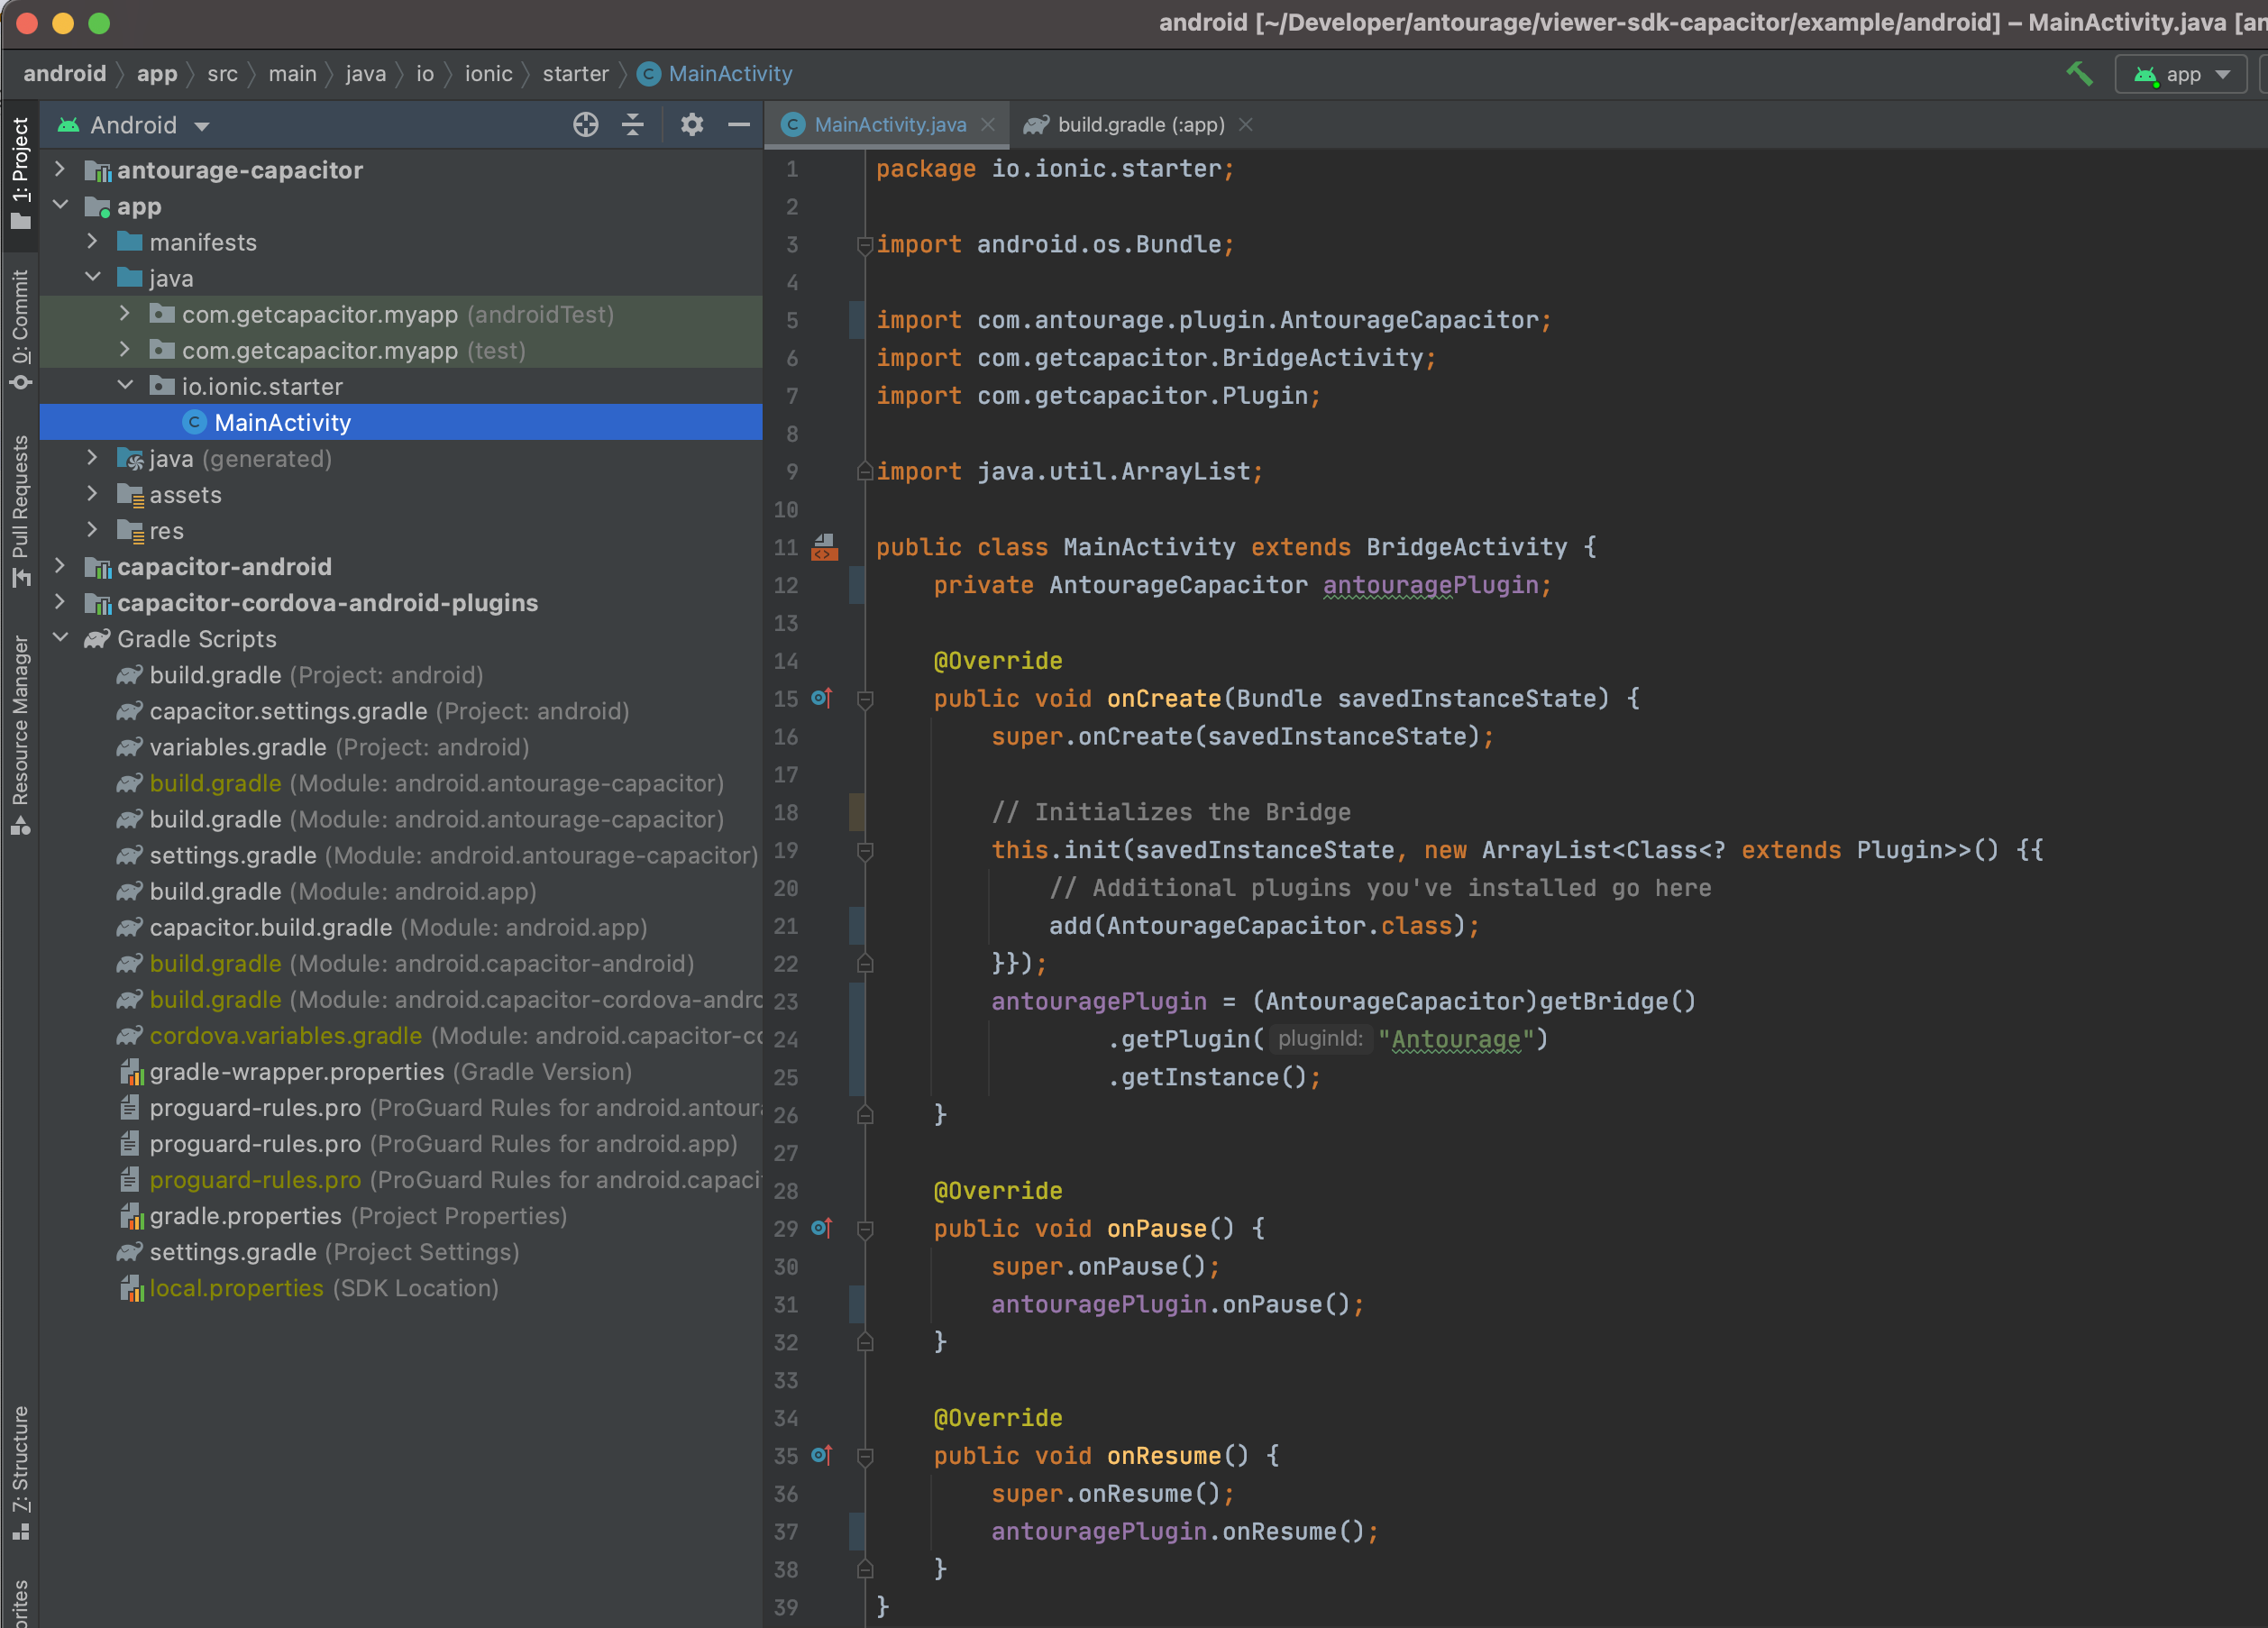 android [~/Developer/antourage/viewer-sdk-capacitor/example/android] – MainActivity.java [an
android app src main java io ionic starter MainActivity
app
1: Project
0: Commit
Pull Requests
Resource Manager
7: Structure
orites
Android
antourage-capacitor
app
manifests
java
com.getcapacitor.myapp (androidTest)
com.getcapacitor.myapp (test)
io.ionic.starter
MainActivity
java (generated)
assets
res
capacitor-android
capacitor-cordova-android-plugins
Gradle Scripts
build.gradle (Project: android)
capacitor.settings.gradle (Project: android)
variables.gradle (Project: android)
build.gradle (Module: android.antourage-capacitor)
build.gradle (Module: android.antourage-capacitor)
settings.gradle (Module: android.antourage-capacitor)
build.gradle (Module: android.app)
capacitor.build.gradle (Module: android.app)
build.gradle (Module: android.capacitor-android)
build.gradle (Module: android.capacitor-cordova-andro
cordova.variables.gradle (Module: android.capacitor-co
gradle-wrapper.properties (Gradle Version)
proguard-rules.pro (ProGuard Rules for android.antoura
proguard-rules.pro (ProGuard Rules for android.app)
proguard-rules.pro (ProGuard Rules for android.capacit
gradle.properties (Project Properties)
settings.gradle (Project Settings)
local.properties (SDK Location)
MainActivity.java build.gradle (:app)
1 package io.ionic.starter;
2
3 import android.os.Bundle;
4
5 import com.antourage.plugin.AntourageCapacitor;
6 import com.getcapacitor.BridgeActivity;
7 import com.getcapacitor.Plugin;
8
9 import java.util.ArrayList;
10
11 public class MainActivity extends BridgeActivity {
12 private AntourageCapacitor antouragePlugin;
13
14 @Override
15 public void onCreate(Bundle savedInstanceState) {
16 super.onCreate(savedInstanceState);
17
18 // Initializes the Bridge
19 this.init(savedInstanceState, new ArrayList<Class<? extends Plugin>>() {{
20 // Additional plugins you've installed go here
21 add(AntourageCapacitor.class);
22 }});
23 antouragePlugin = (AntourageCapacitor)getBridge()
24 .getPlugin( pluginId: "Antourage")
25 .getInstance();
26 }
27
28 @Override
29 public void onPause() {
30 super.onPause();
31 antouragePlugin.onPause();
32 }
33
34 @Override
35 public void onResume() {
36 super.onResume();
37 antouragePlugin.onResume();
38 }
39 }